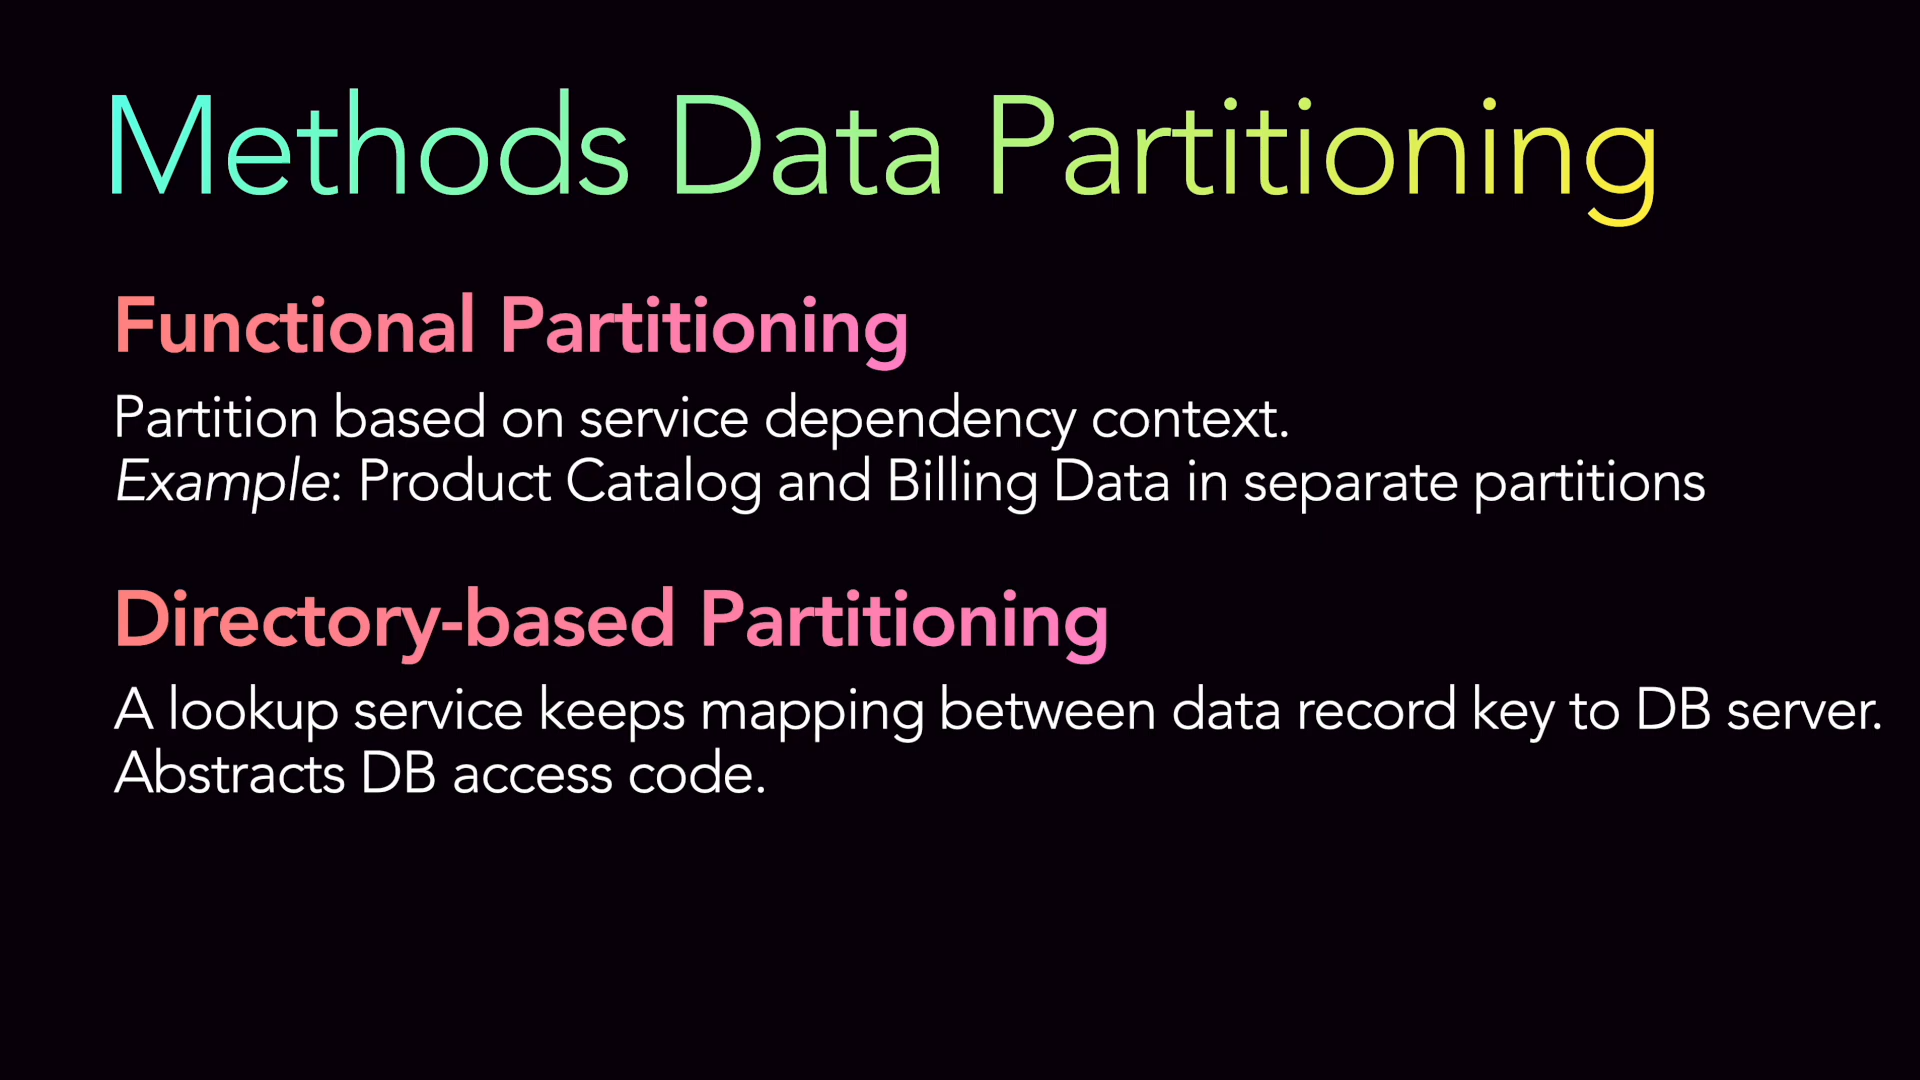 Methods Data Partitioning
Functional Partitioning
Partition based on service dependency context.
Example: Product Catalog and Billing Data in separate partitions
Directory-based Partitioning
A lookup service keeps mapping between data record key to DB server.
Abstracts DB access code.